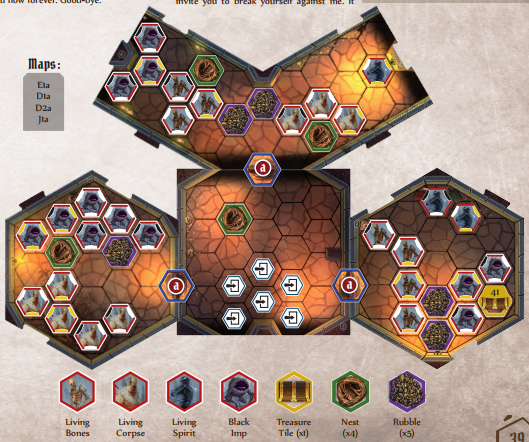 now forever. Good-bye.
invite you to break yourself against me. It
Maps:
E1a
D1a
D2a
J1a
a
a
a
41
Living Bones
Living Corpse
Living Spirit
Black Imp
Treasure Tile (x1)
Nest (x4)
Rubble (x5)
29